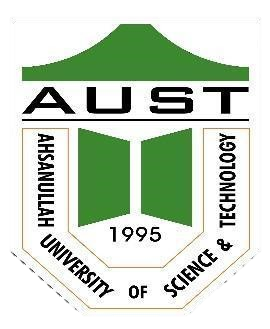 AUST
1995
AHSANULLAH UNIVERSITY OF SCIENCE & TECHNOLOGY